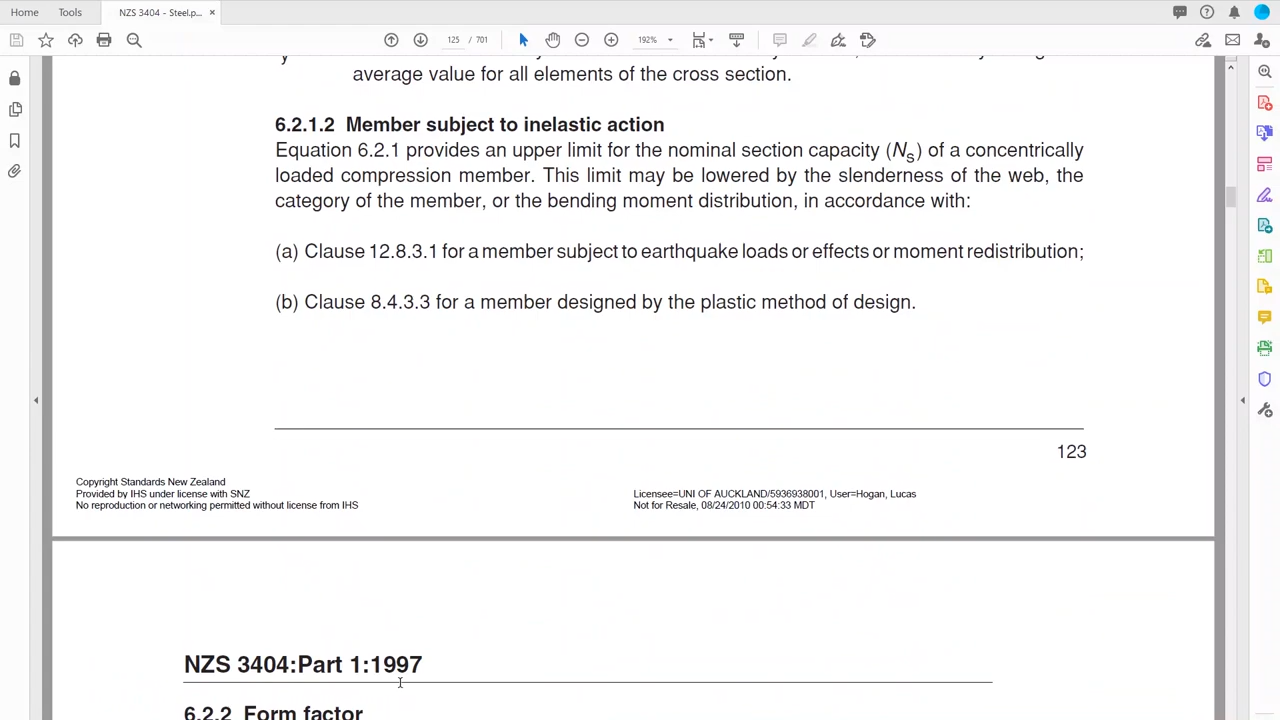 Home
Tools
NZS 3404 - Steel.p...
125 / 701
192%
average value for all elements of the cross section.
6.2.1.2 Member subject to inelastic action
Equation 6.2.1 provides an upper limit for the nominal section capacity (Ns) of a concentrically
loaded compression member. This limit may be lowered by the slenderness of the web, the
category of the member, or the bending moment distribution, in accordance with:
(a) Clause 12.8.3.1 for a member subject to earthquake loads or effects or moment redistribution;
(b) Clause 8.4.3.3 for a member designed by the plastic method of design.
123
Copyright Standards New Zealand
Provided by IHS under license with SNZ
No reproduction or networking permitted without license from IHS
Licensee=UNI OF AUCKLAND/5936938001, User=Hogan, Lucas
Not for Resale, 08/24/2010 00:54:33 MDT
NZS 3404:Part 1:1997
6.2.2 Form factor